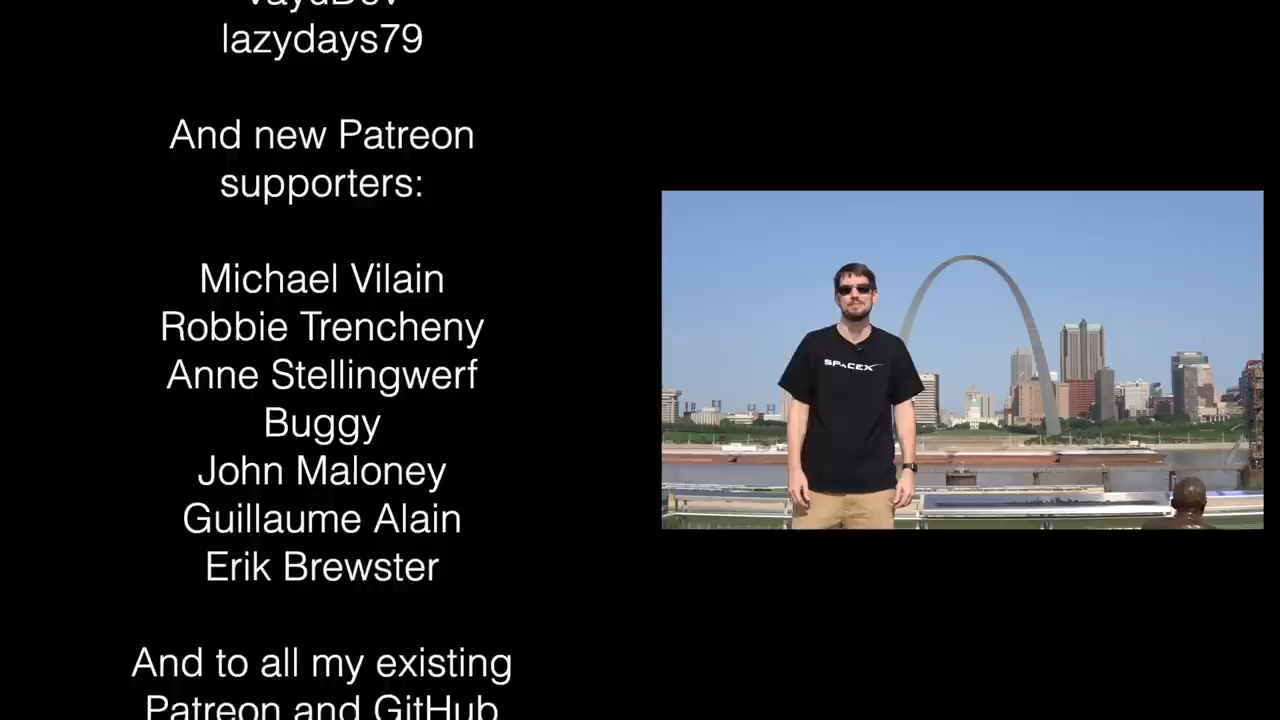 lazydays79
And new Patreon
supporters:
Michael Vilain
Robbie Trencheny
Anne Stellingwerf
Buggy
John Maloney
Guillaume Alain
Erik Brewster
And to all my existing
Patreon and GitHub
SPACEX